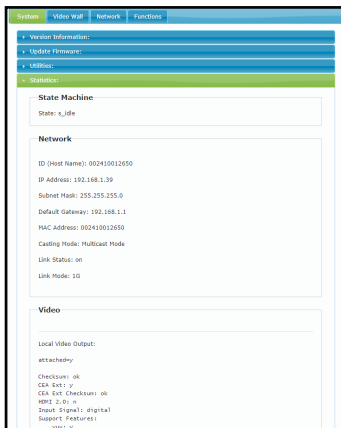 System Video Wall Network Functions
Version Information:
Update Firmware:
Utilities:
Statistics:
State Machine
State: s_idle
Network
ID (Host Name): 002410012650
IP Address: 192.168.1.39
Subnet Mask: 255.255.255.0
Default Gateway: 192.168.1.1
MAC Address: 002410012650
Casting Mode: Multicast Mode
Link Status: on
Link Mode: 1G
Video
Local Video Output:
attached=y
Checksum: ok
CEA Ext: y
CEA Ext Checksum: ok
HDMI 2.0: n
Input Signal: digital
Support Features: